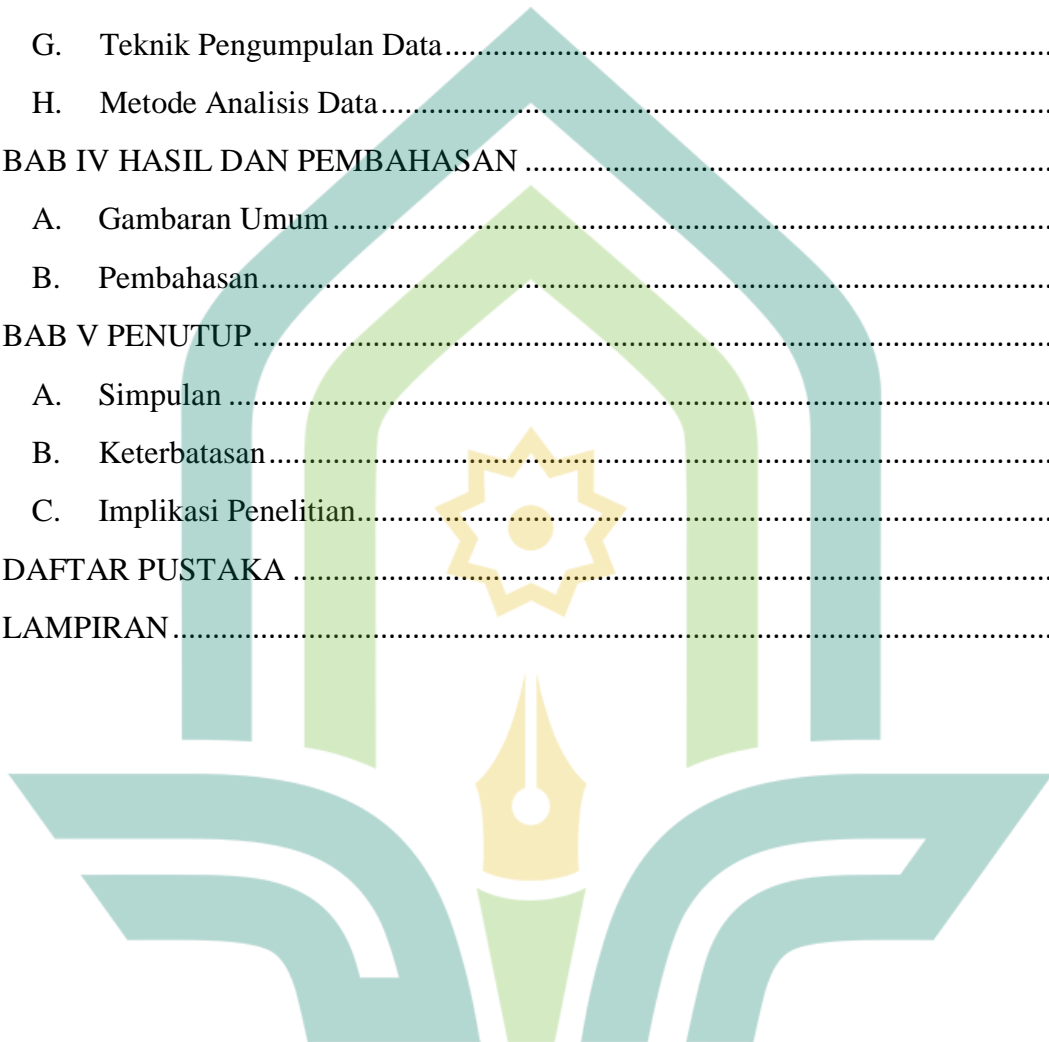 G. Teknik Pengumpulan Data..........................................................................
H. Metode Analisis Data..................................................................................
BAB IV HASIL DAN PEMBAHASAN ................................................................
A. Gambaran Umum ........................................................................................
B. Pembahasan..................................................................................................
BAB V PENUTUP..............................................................................................
A. Simpulan ......................................................................................................
B. Keterbatasan................................................................................................
C. Implikasi Penelitian......................................................................................
DAFTAR PUSTAKA ..........................................................................................
LAMPIRAN........................................................................................................